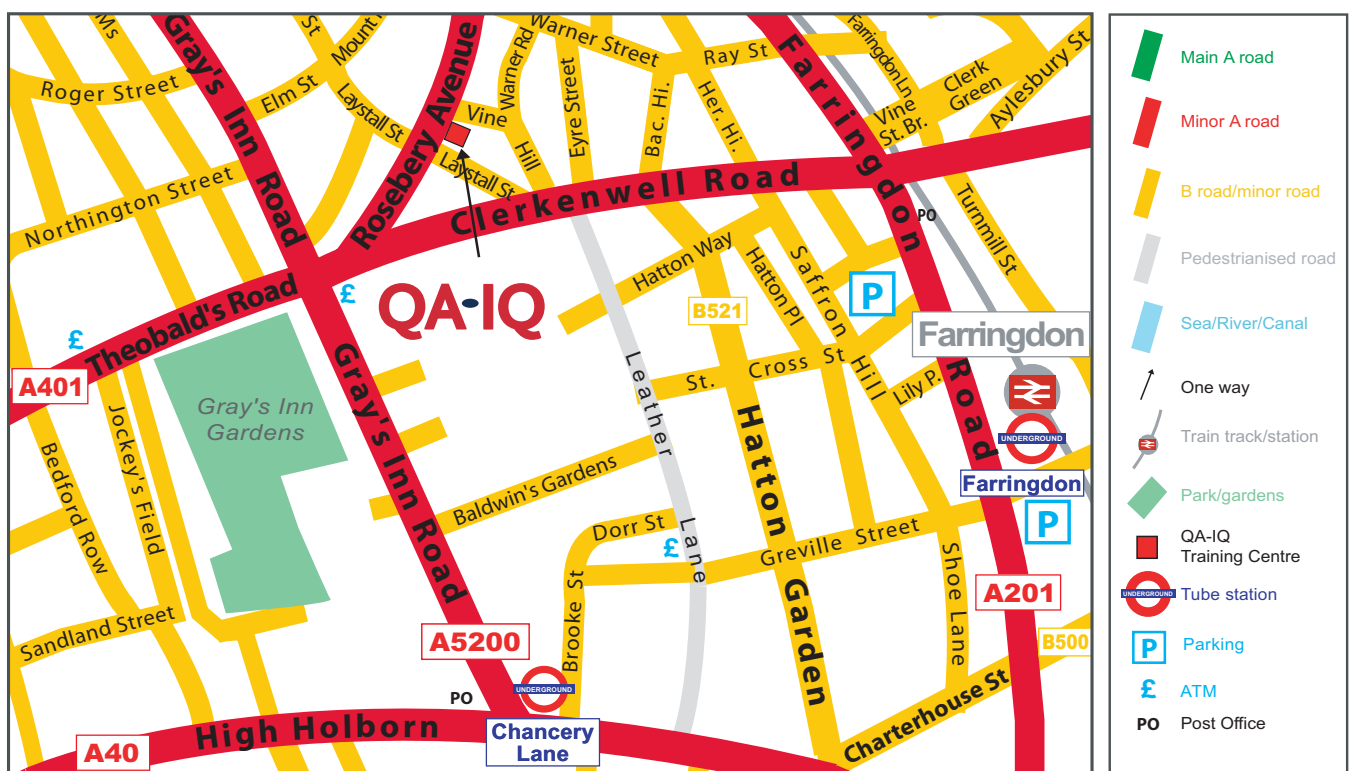 Ms
Gray's Inn Road
St
Mount
Warner Rd
Warner Street
Ray St
Farringdon Ln
Farringdon
Road
Aylesbury St
Clerk
Green
Roger Street
Elm St
Laystall St
Rosebery Avenue
Vine
Hill
Eyre Street
Bac. Hi.
Her. Hi.
Vine
St. Br.
Laystall St
Clerkenwell Road
Northington Street
PO
Turnmill St
Hatton Way
Hatton Pl
Saffron Hill
£
QA-IQ
B521
P
Farringdon
£
Theobald's Road
A401
Gray's Inn
Gardens
Gray's Inn Road
Leather
Lane
St. Cross St
Lily P.
UNDERGROUND
Farringdon
Jockey's Field
Bedford Row
Baldwin's Gardens
Hatton
Garden
Dorr St
£
Greville Street
P
Shoe Lane
A201
Sandland Street
Brooke St
A5200
B500
UNDERGROUND
PO
Chancery
Lane
High Holborn
A40
Charterhouse St
Main A road
Minor A road
B road/minor road
Pedestrianised road
Sea/River/Canal
One way
Train track/station
Park/gardens
QA-IQ
Training Centre
UNDERGROUND
Tube station
P
Parking
£
ATM
PO
Post Office